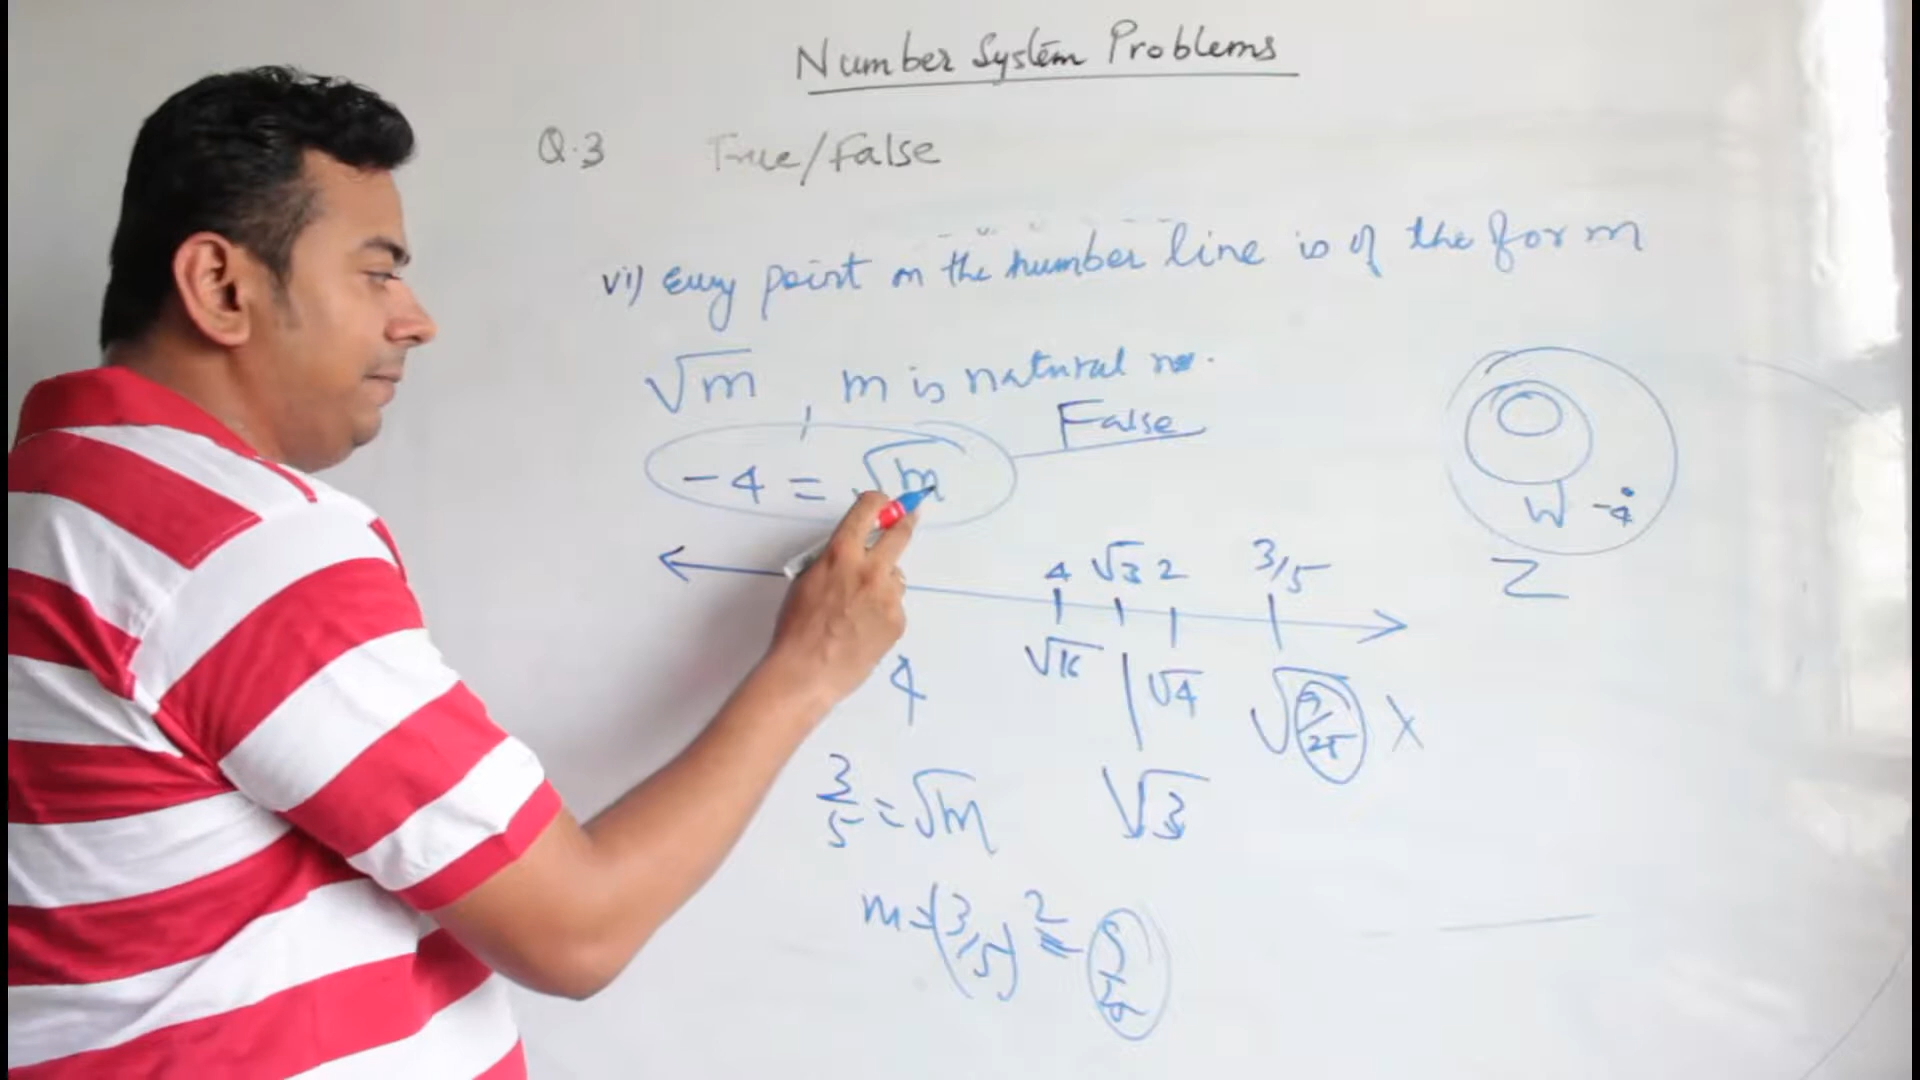 Number System Problems
Q.3 True/False
vi) Every point on the number line is of the form
√m , m is natural no.
False
-4 = √m
W -4
Z
4 √3 2 3/5
√16 √4 √9/25 X
4
3/5 = √m √3
m = (3/5)² = 9/25